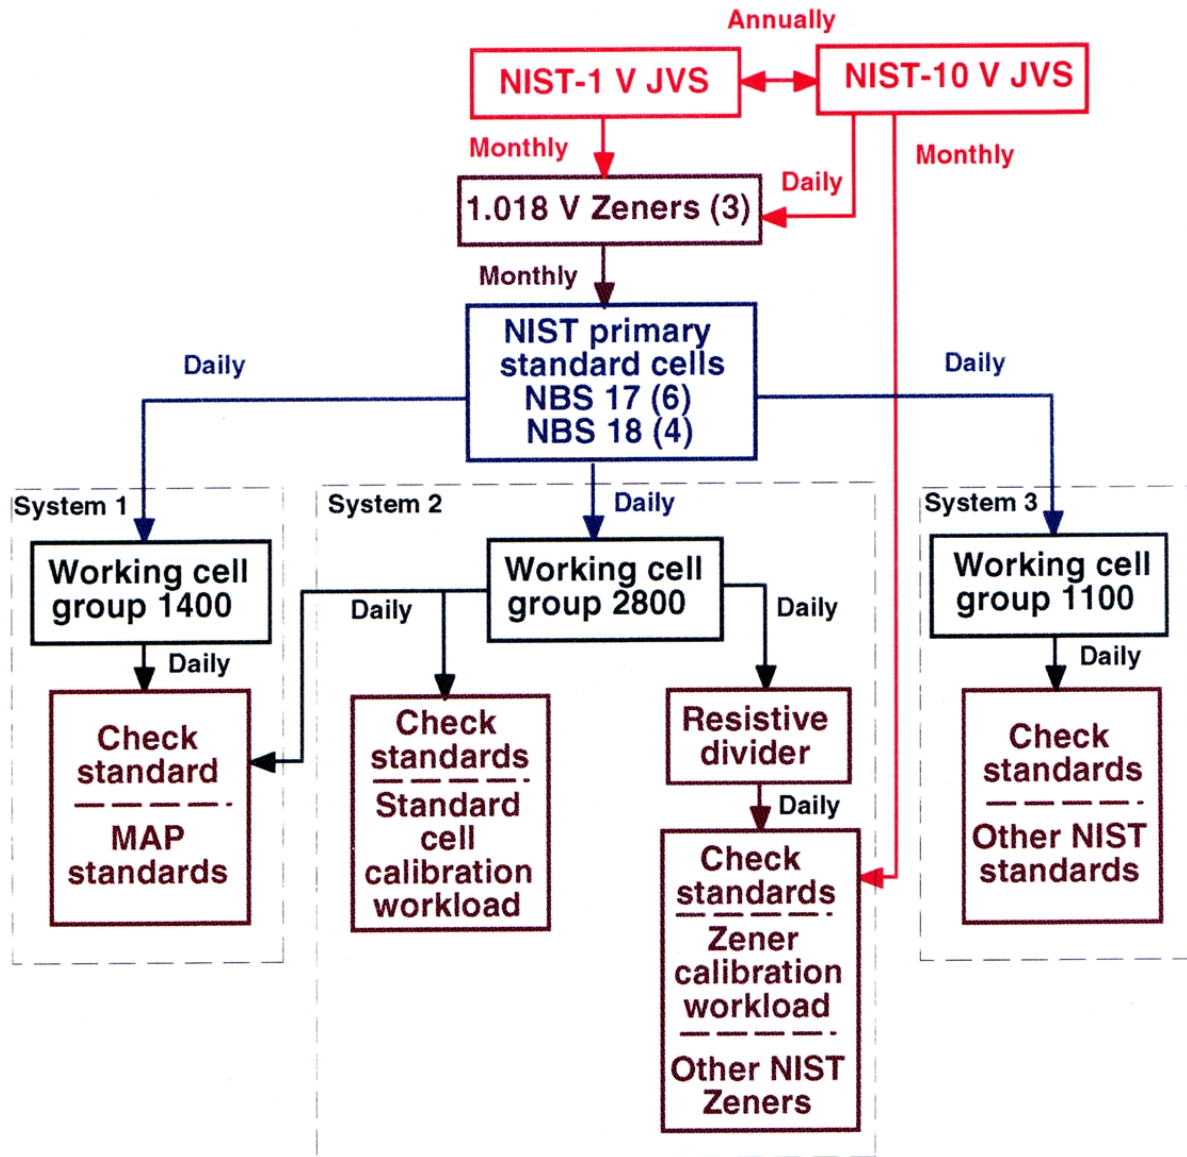 Annually
NIST-1 V JVS
NIST-10 V JVS
Monthly
Monthly
Daily
1.018 V Zeners (3)
Monthly
NIST primary
standard cells
NBS 17 (6)
NBS 18 (4)
Daily
Daily
System 1
System 2
Daily
System 3
Working cell
group 1400
Working cell
group 2800
Working cell
group 1100
Daily
Daily
Daily
Daily
Check
standard
MAP
standards
Check
standards
Standard
cell
calibration
workload
Resistive
divider
Daily
Check
standards
Zener
calibration
workload
Other NIST
Zeners
Check
standards
Other NIST
standards